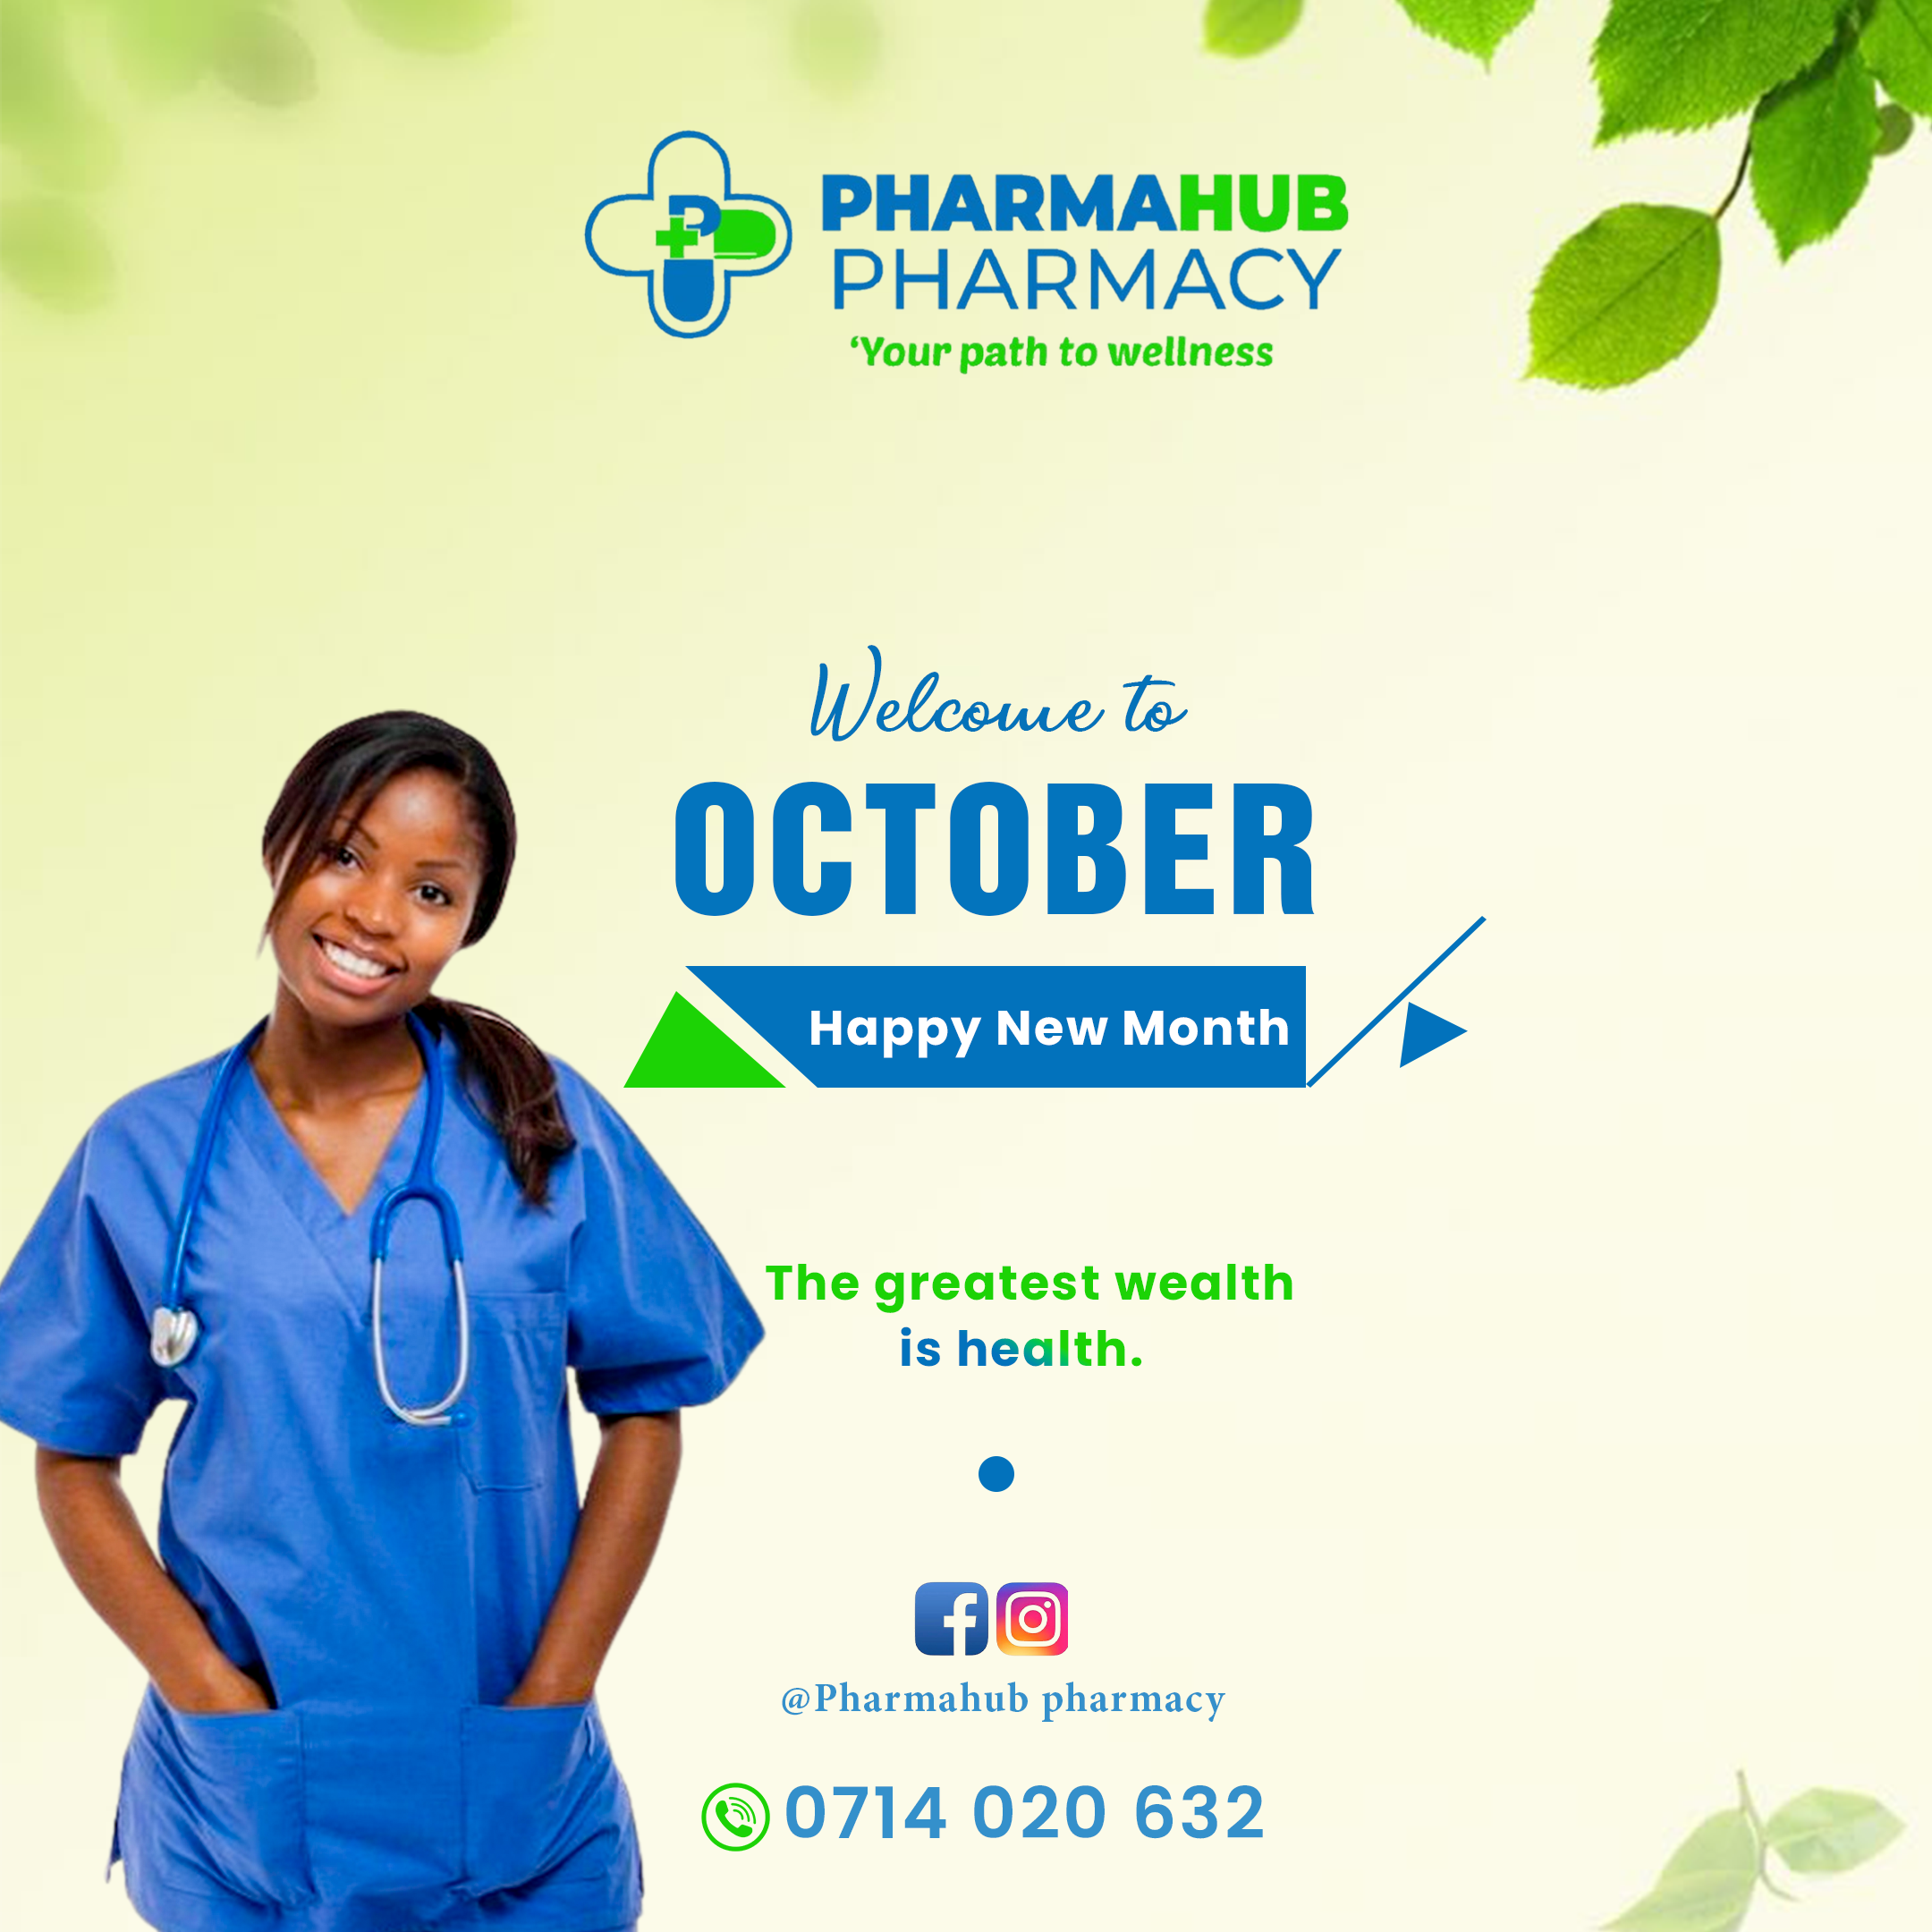 PHARMAHUB
PHARMACY
‘Your path to wellness
Welcome to
OCTOBER
Happy New Month
The greatest wealth
is health.
@Pharmahub pharmacy
0714 020 632